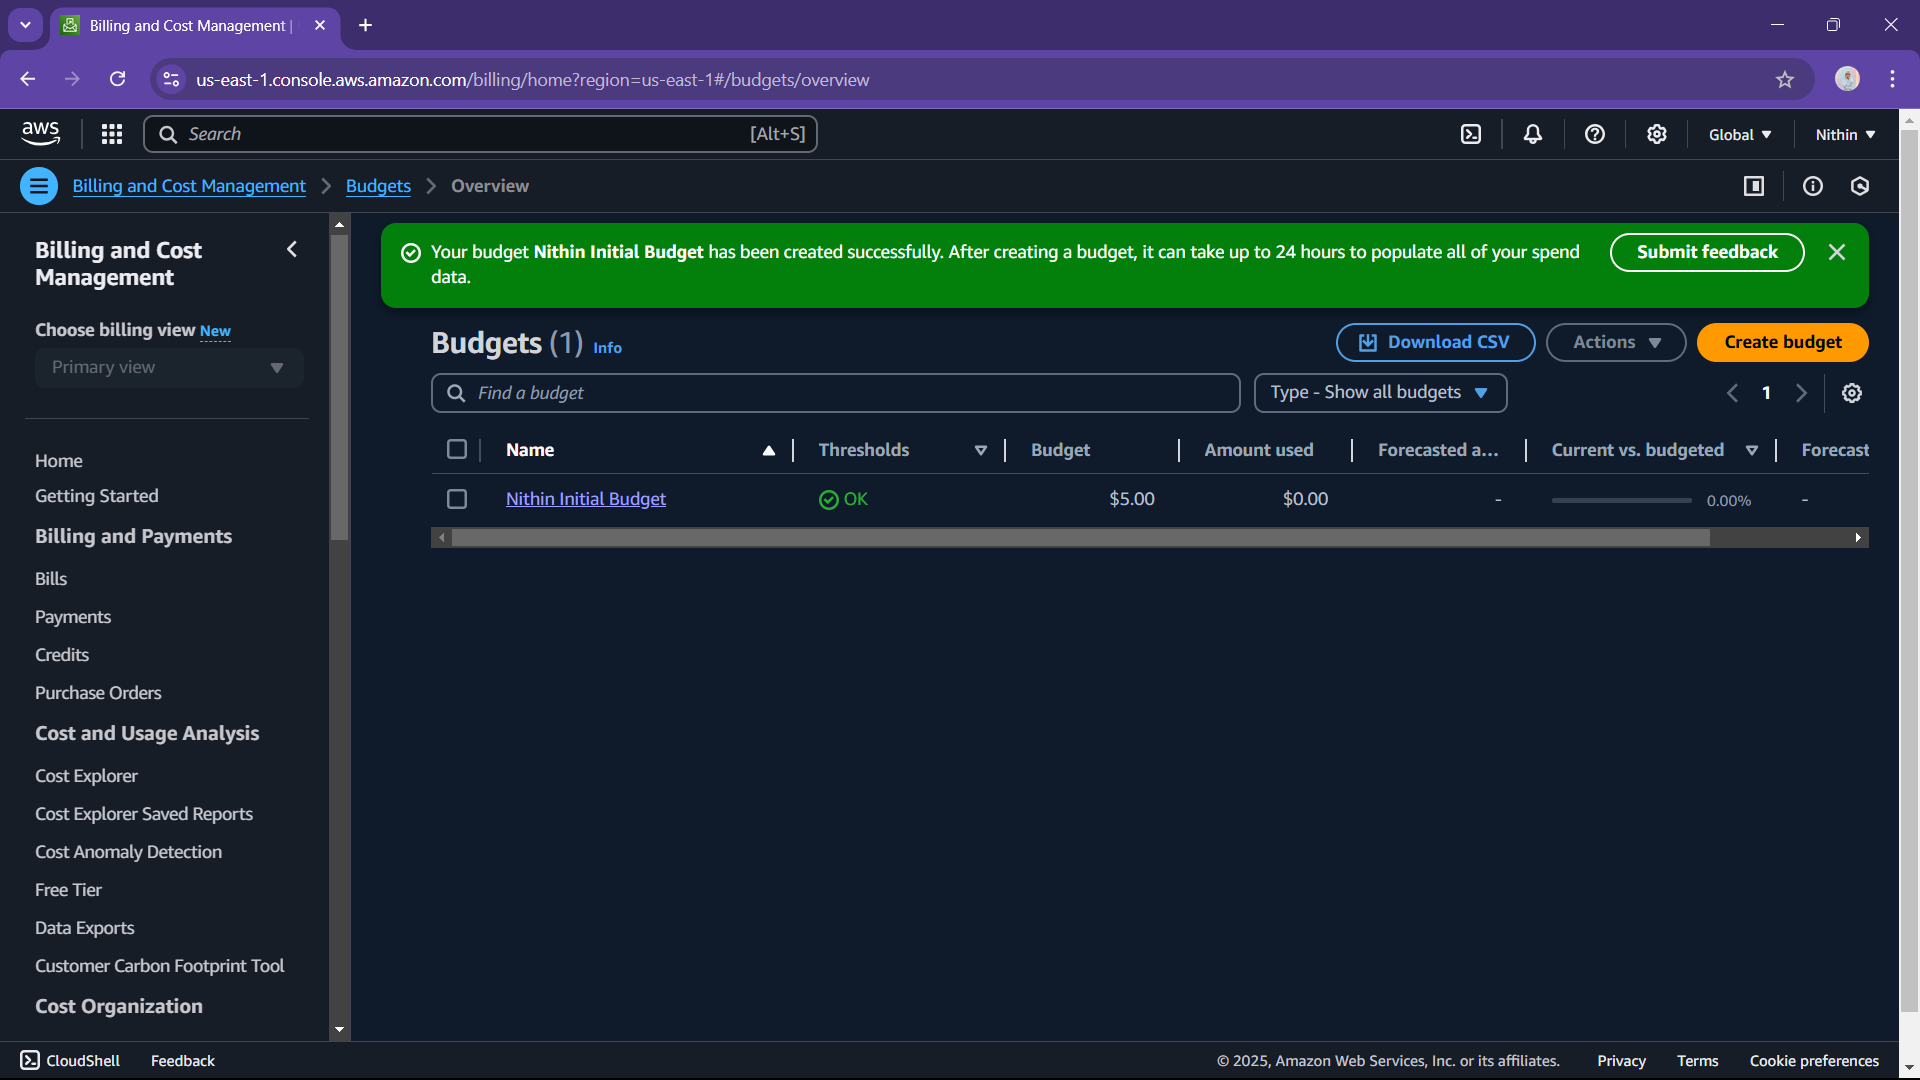 Billing and Cost Management |
us-east-1.console.aws.amazon.com/billing/home?region=us-east-1#/budgets/overview
aws
Search
[Alt+S]
Global
Nithin
Billing and Cost Management
Budgets
Overview
Billing and Cost
Management
Choose billing view New
Primary view
Home
Getting Started
Billing and Payments
Bills
Payments
Credits
Purchase Orders
Cost and Usage Analysis
Cost Explorer
Cost Explorer Saved Reports
Cost Anomaly Detection
Free Tier
Data Exports
Customer Carbon Footprint Tool
Cost Organization
Your budget Nithin Initial Budget has been created successfully. After creating a budget, it can take up to 24 hours to populate all of your spend
data.
Submit feedback
Budgets (1) Info
Download CSV
Actions
Create budget
Find a budget
Type - Show all budgets
1
Name Thresholds Budget Amount used Forecasted a... Current vs. budgeted Forecast
Nithin Initial Budget OK $5.00 $0.00 - 0.00% -
CloudShell
Feedback
© 2025, Amazon Web Services, Inc. or its affiliates.
Privacy
Terms
Cookie preferences